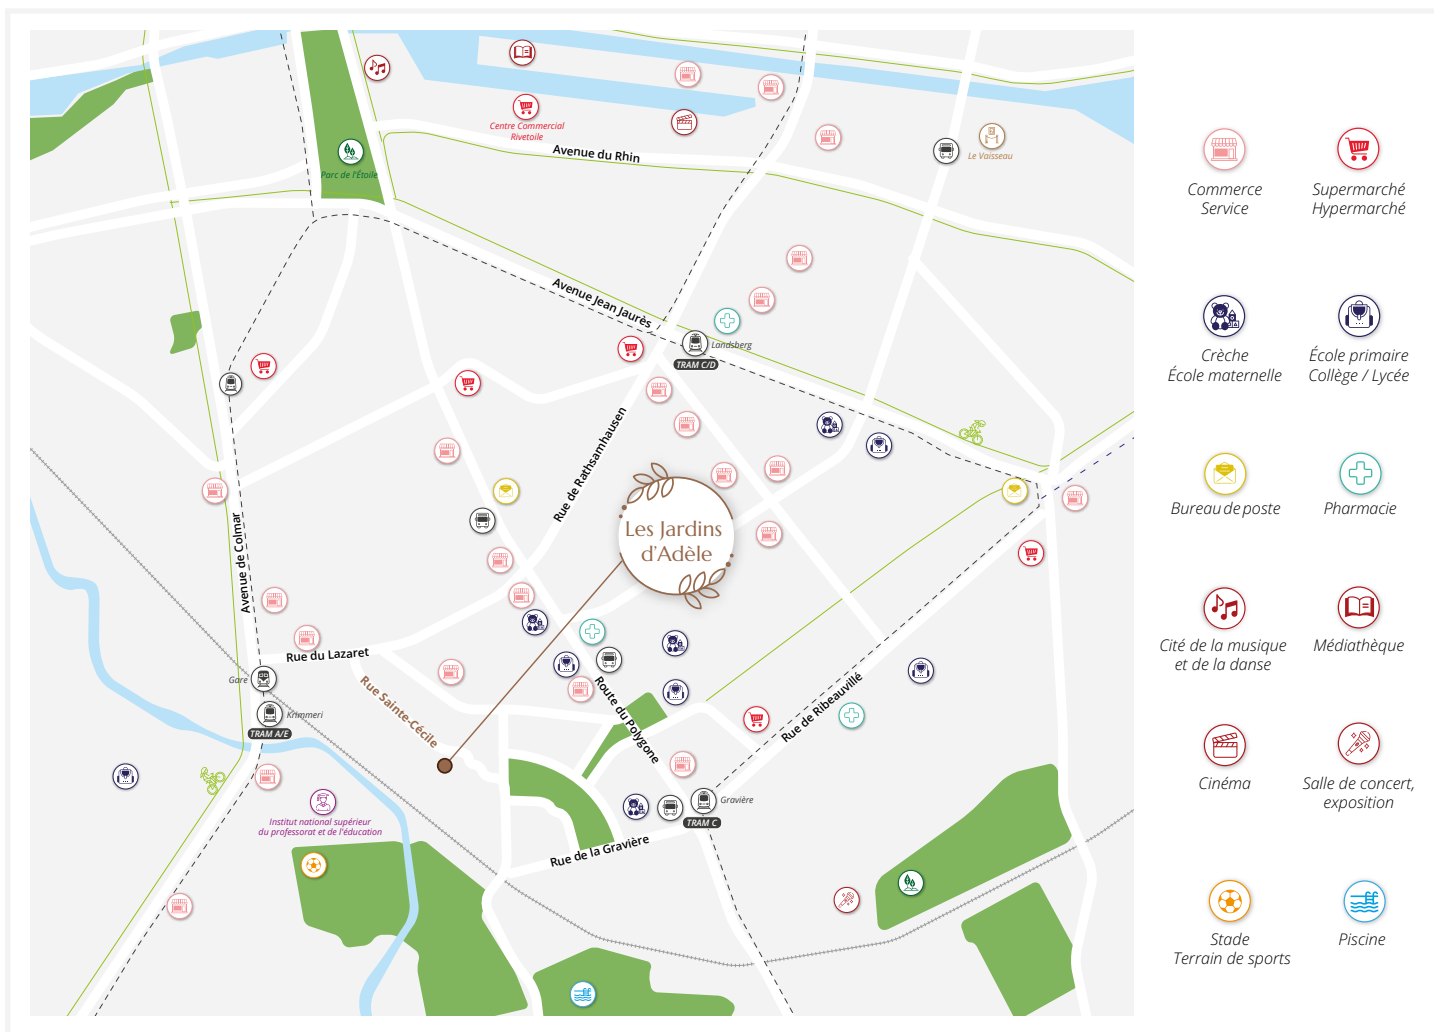 Centre Commercial
Rivetoile
Avenue du Rhin
Le Vaisseau
Parc de l'Étoile
Avenue Jean Jaurès
Landsberg
TRAM C/D
Rue de Rathsamhausen
Les Jardins
d'Adèle
Avenue de Colmar
Rue du Lazaret
Gare
Krimmeri
TRAM A/E
Rue Sainte-Cécile
Route du Polygone
Rue de Ribeauvillé
Gravière
TRAM C
Rue de la Gravière
Institut national supérieur
du professorat et de l'éducation
Commerce
Service
Supermarché
Hypermarché
Crèche
École maternelle
École primaire
Collège / Lycée
Bureau de poste
Pharmacie
Cité de la musique
et de la danse
Médiathèque
Cinéma
Salle de concert,
exposition
Stade
Terrain de sports
Piscine